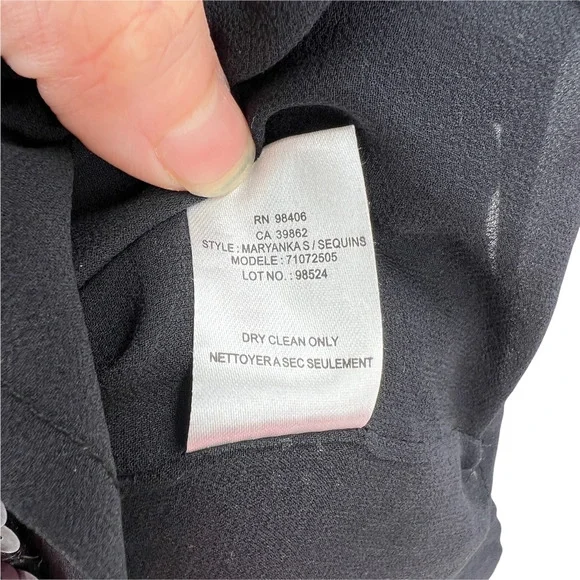 RN 98406
CA 39862
STYLE : MARYANKA S / SEQUINS
MODELE : 71072505
LOT NO. : 98524
DRY CLEAN ONLY
NETTOYER A SEC SEULEMENT